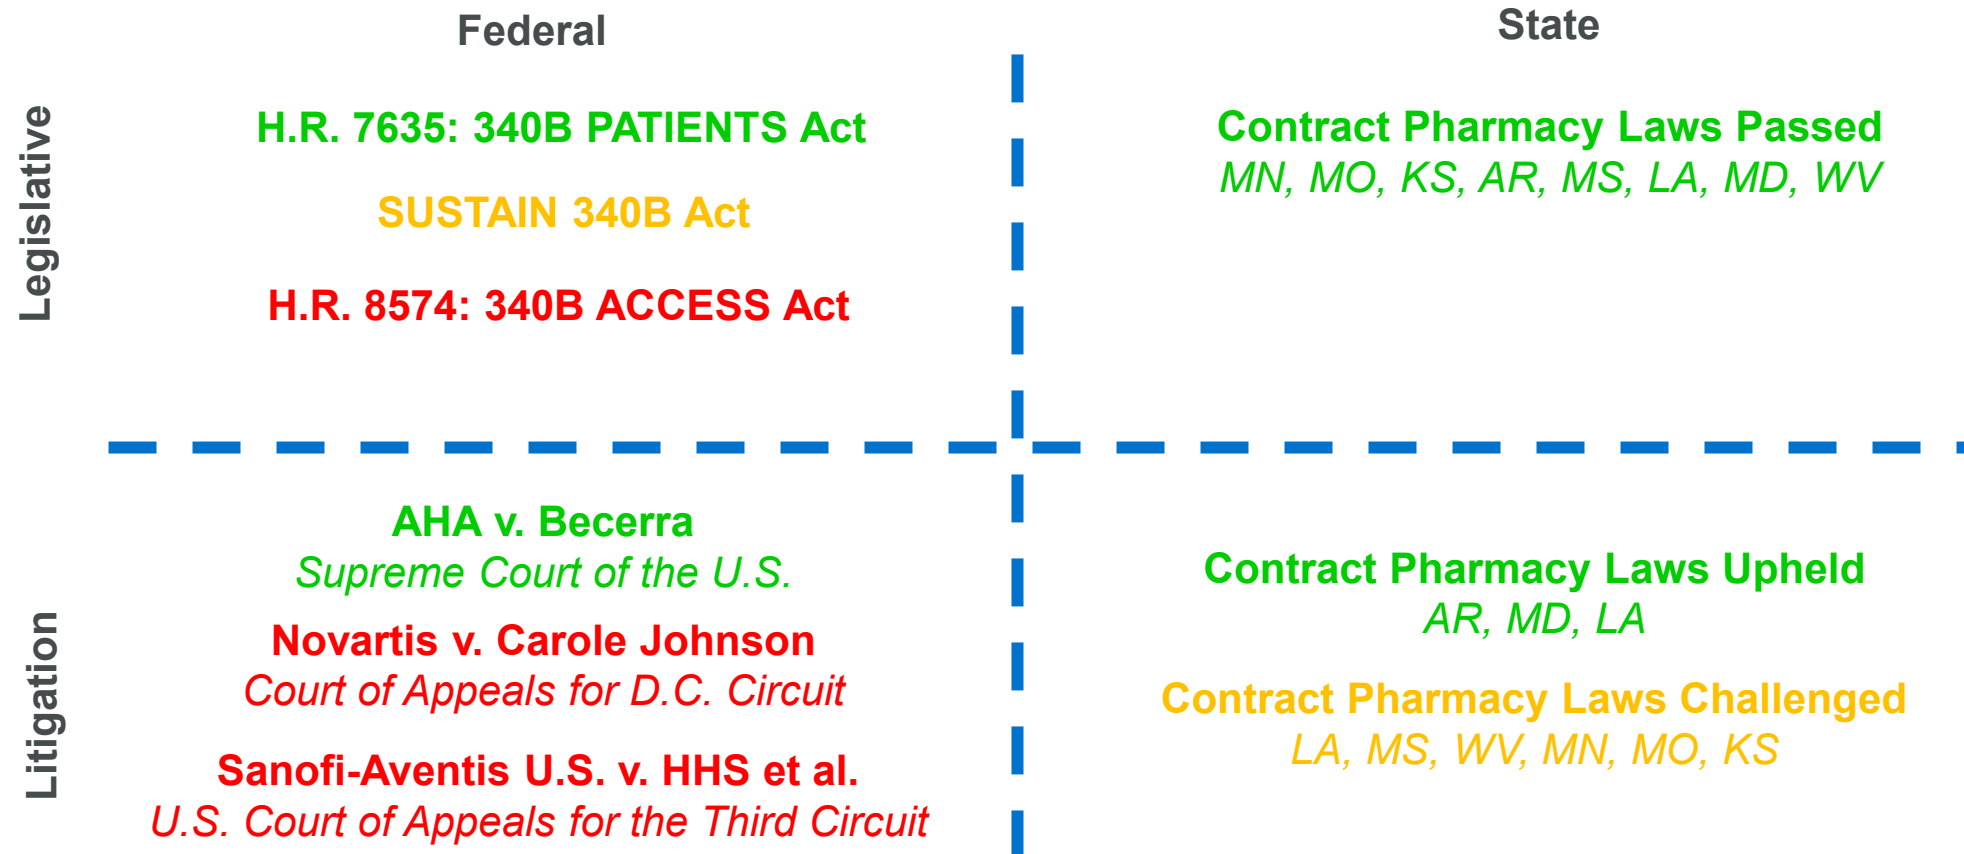 Federal
State
Legislative
H.R. 7635: 340B PATIENTS Act
SUSTAIN 340B Act
H.R. 8574: 340B ACCESS Act
Contract Pharmacy Laws Passed
MN, MO, KS, AR, MS, LA, MD, WV
Litigation
AHA v. Becerra
Supreme Court of the U.S.
Novartis v. Carole Johnson
Court of Appeals for D.C. Circuit
Sanofi-Aventis U.S. v. HHS et al.
U.S. Court of Appeals for the Third Circuit
Contract Pharmacy Laws Upheld
AR, MD, LA
Contract Pharmacy Laws Challenged
LA, MS, WV, MN, MO, KS